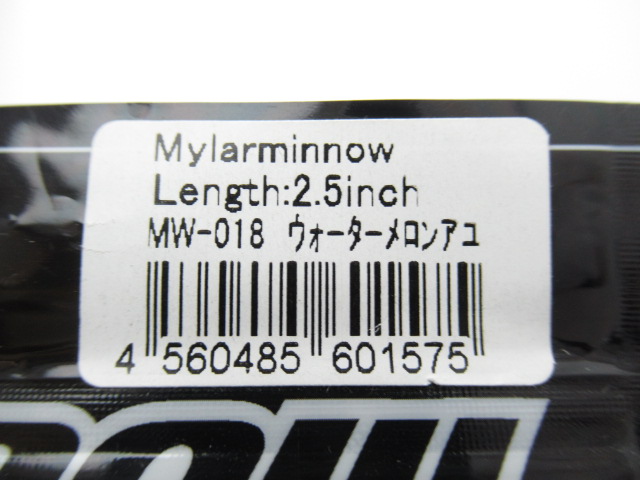 Mylarminnow
Length:2.5inch
MW-018 ｳｫｰﾀｰﾒﾛﾝｱﾕ
4 560485 601575